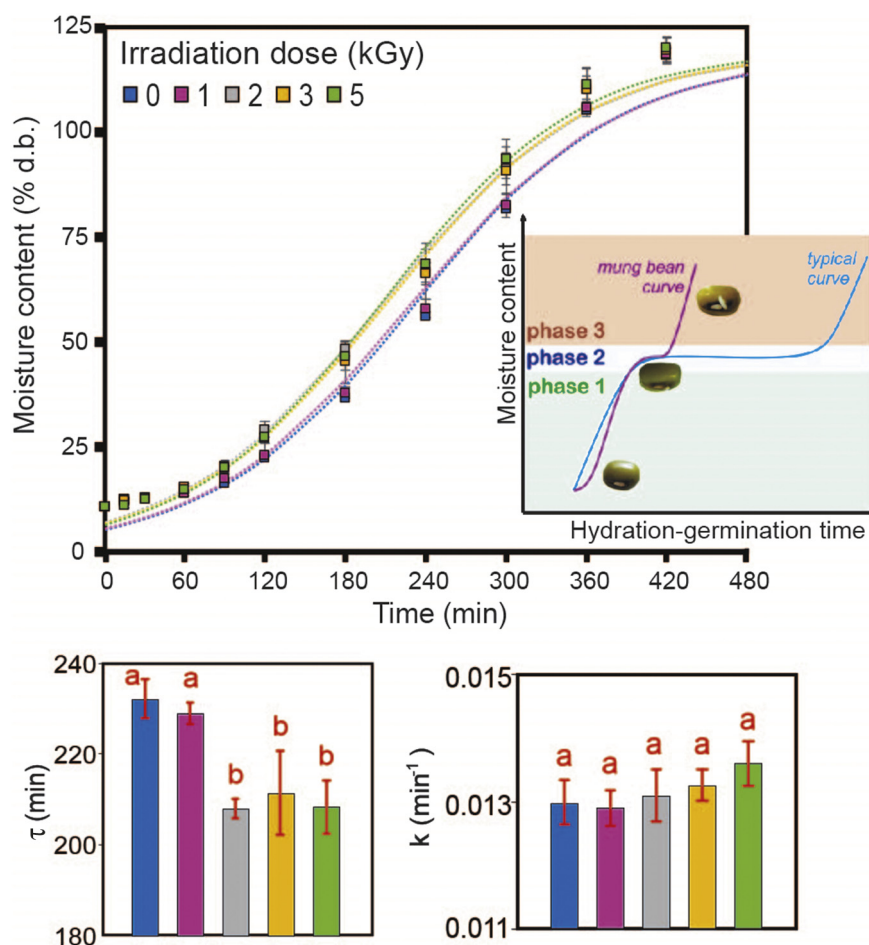 125
100
75
50
25
0
Moisture content (% d.b.)
Irradiation dose (kGy)
0 1 2 3 5
0 60 120 180 240 300 360 420 480
Time (min)
Moisture content
mung bean
curve
typical
curve
phase 3
phase 2
phase 1
Hydration-germination time
240
220
200
180
τ (min)
a a b b b
0.015
0.013
0.011
k (min⁻¹)
a a a a a